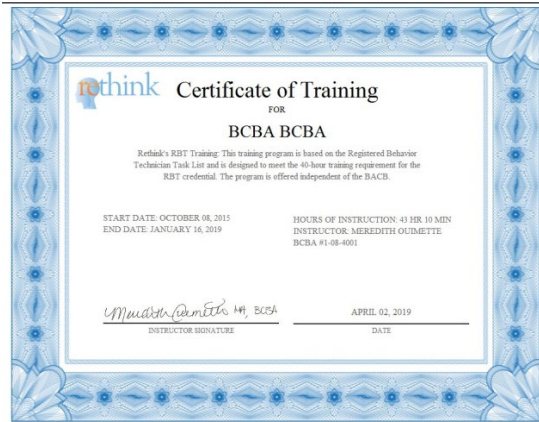 rethink Certificate of Training
FOR
BCBA BCBA
Rethink's RBT Training: This training program is based on the Registered Behavior
Technician Task List and is designed to meet the 40-hour training requirement for the
RBT credential. The program is offered independent of the BACB.
START DATE: OCTOBER 08, 2015
END DATE: JANUARY 16, 2019
HOURS OF INSTRUCTION: 43 HR 10 MIN
INSTRUCTOR: MEREDITH OUIMETTE
BCBA #1-08-4001
Meredith Ouimette MA, BCBA
INSTRUCTOR SIGNATURE
APRIL 02, 2019
DATE